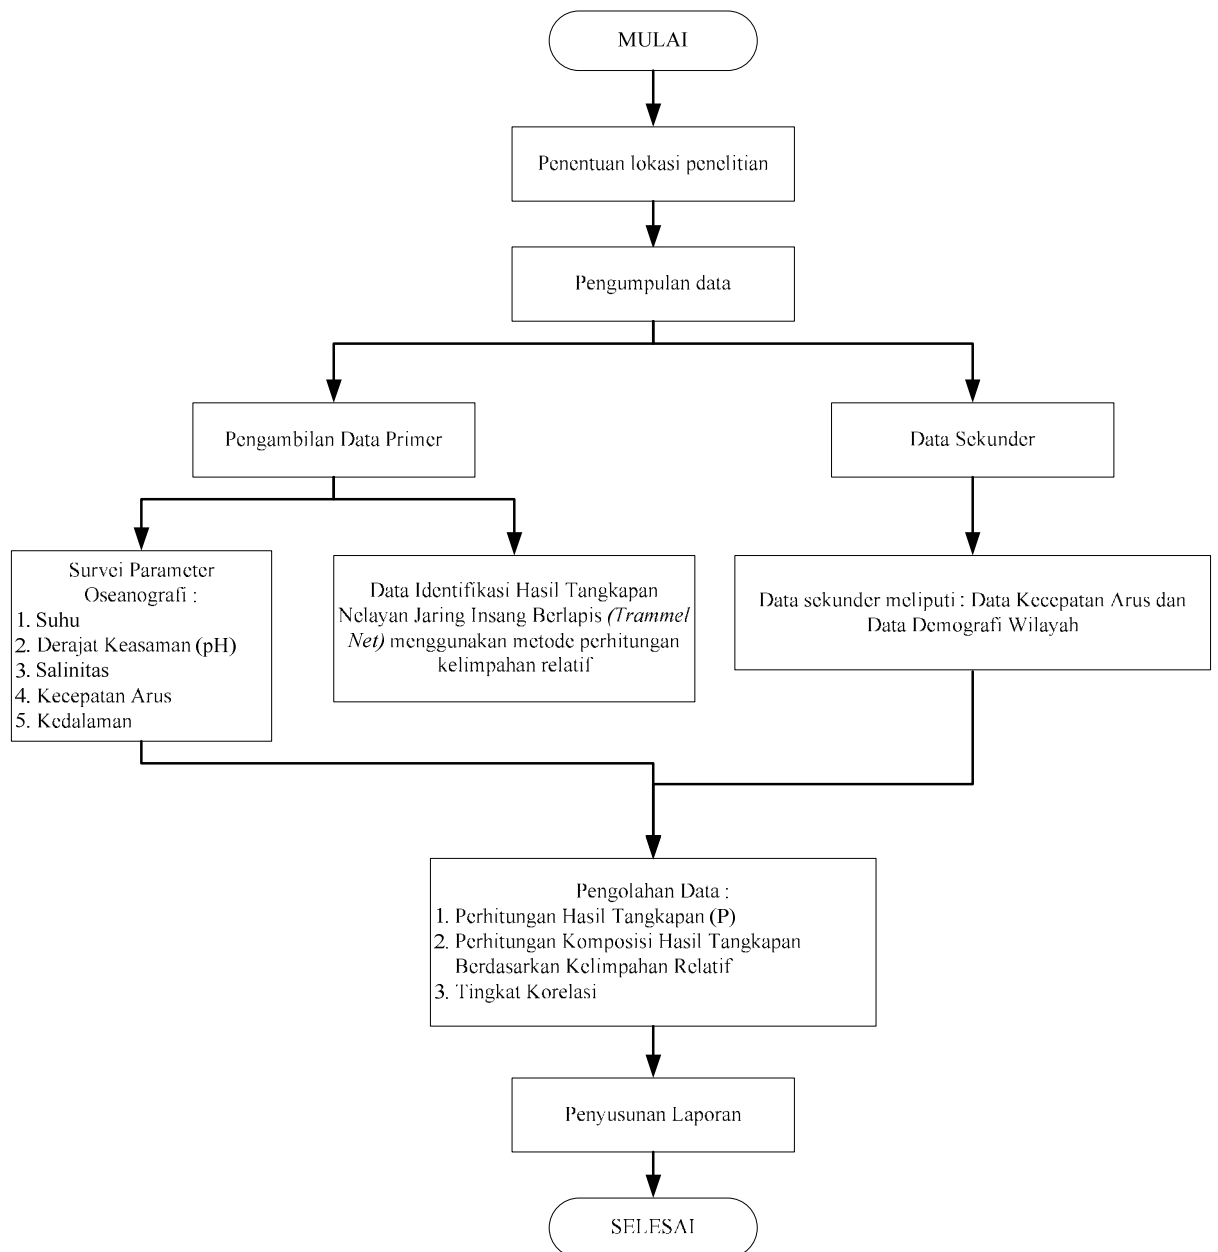 MULAI
Penentuan lokasi penelitian
Pengumpulan data
Pengambilan Data Primer
Data Sekunder
Survei Parameter
Oseanografi :
1. Suhu
2. Derajat Keasaman (pH)
3. Salinitas
4. Kecepatan Arus
5. Kedalaman
Data Identifikasi Hasil Tangkapan
Nelayan Jaring Insang Berlapis (Trammel
Net) menggunakan metode perhitungan
kelimpahan relatif
Data sekunder meliputi : Data Kecepatan Arus dan
Data Demografi Wilayah
Pengolahan Data :
1. Perhitungan Hasil Tangkapan (P)
2. Perhitungan Komposisi Hasil Tangkapan
Berdasarkan Kelimpahan Relatif
3. Tingkat Korelasi
Penyusunan Laporan
SELESAI